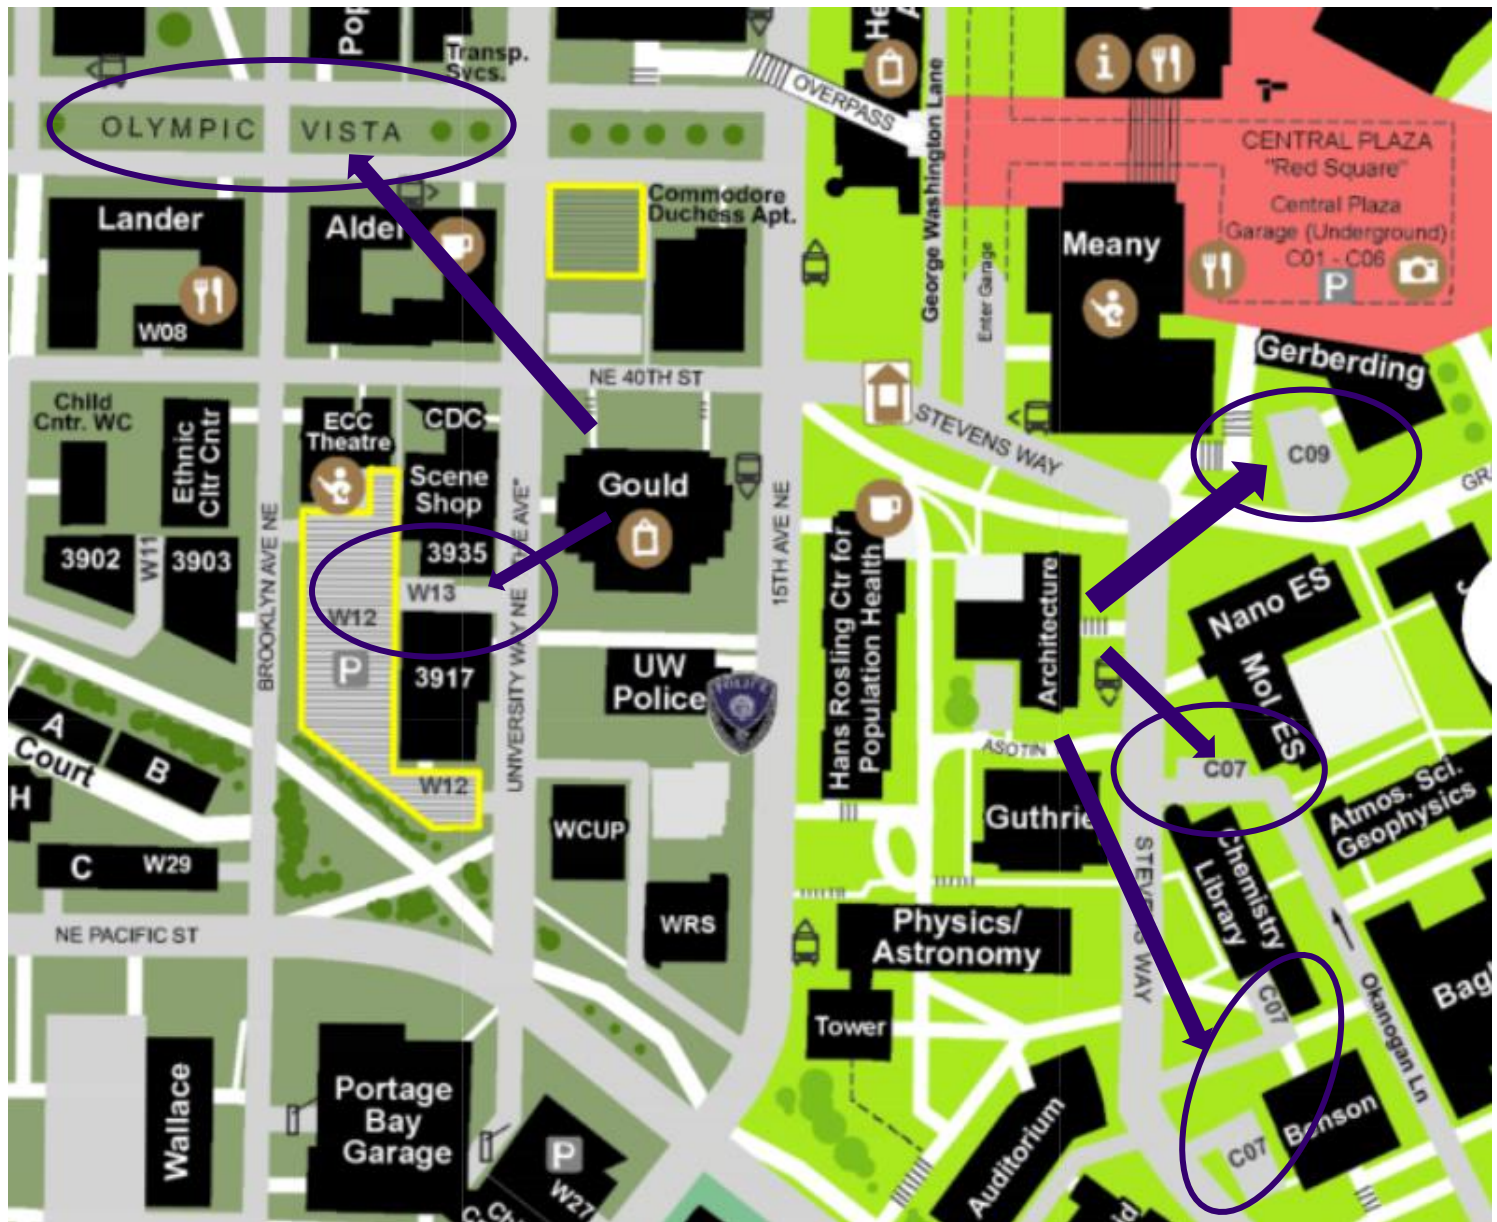 Transp.
Svcs.
OVERPASS
OLYMPIC VISTA
CENTRAL PLAZA
"Red Square"
Central Plaza
Garage (Underground)
C01 - C06
P
George Washington Lane
Enter Garage
Commodore
Duchess Apt.
Lander
W08
Alder
Meany
Gerberding
NE 40TH ST
STEVENS WAY
C09
Child
Cntr. WC
Ethnic
Cltr Cntr
ECC
Theatre
CDC
Scene
Shop
3935
W13
W12
P
3917
W12
Gould
3902
W11
3903
BROOKLYN AVE NE
UNIVERSITY WAY NE
15TH AVE NE
UW
Police
POLICE
Hans Rosling Ctr for
Population Health
Architecture
Nano ES
Mol ES
ASOTIN
C07
Guthrie
Atmos. Sci.
Geophysics
STEVENS WAY
Chemistry
Library
A
B
Court
H
C
W29
WCUP
WRS
NE PACIFIC ST
Physics/
Astronomy
Tower
C07
Okanogan Ln
Wallace
Portage
Bay
Garage
P
W27
Auditorium
C07
Benson